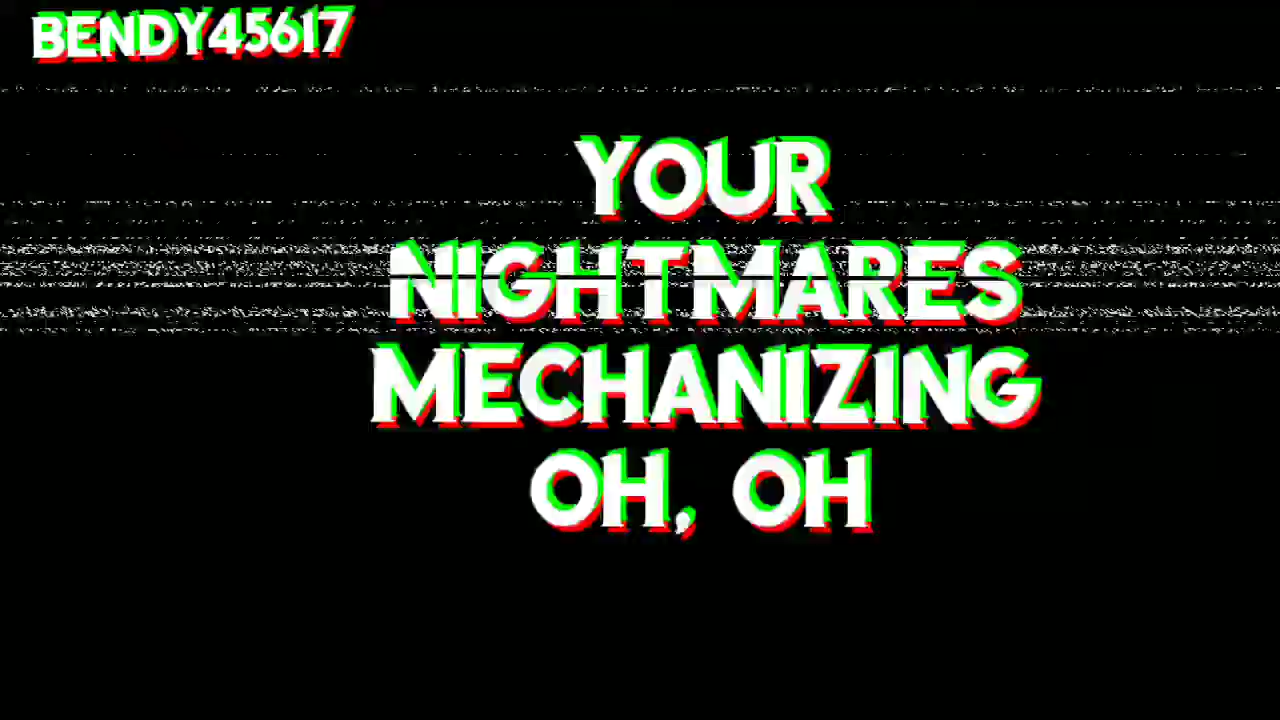 BENDY45617
YOUR
NIGHTMARES
MECHANIZING
OH, OH